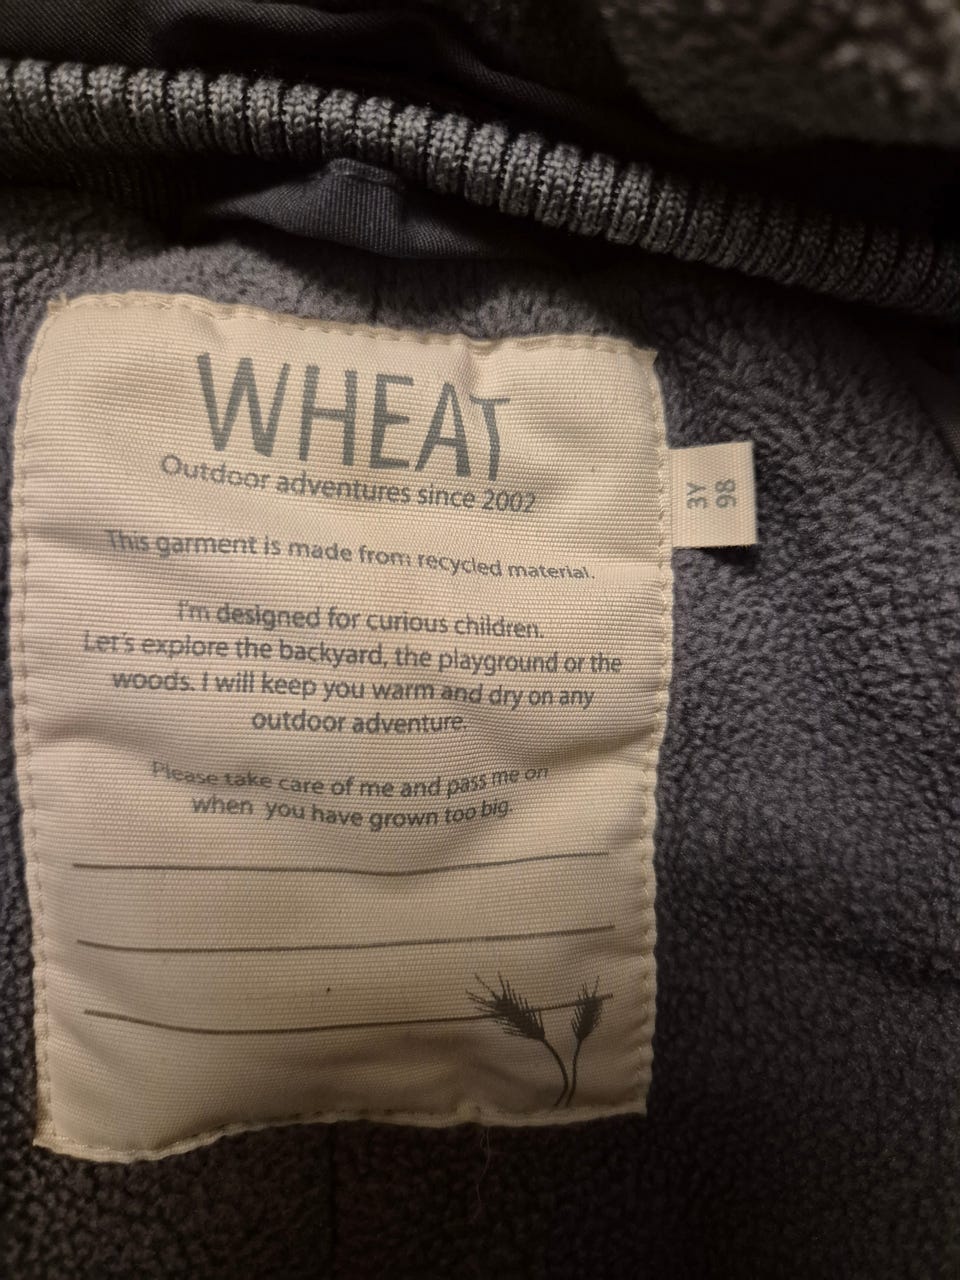 WHEAT
Outdoor adventures since 2002
This garment is made from recycled material.
I'm designed for curious children.
Let's explore the backyard, the playground or the
woods. I will keep you warm and dry on any
outdoor adventure.
Please take care of me and pass me on
when you have grown too big.
3Y
98